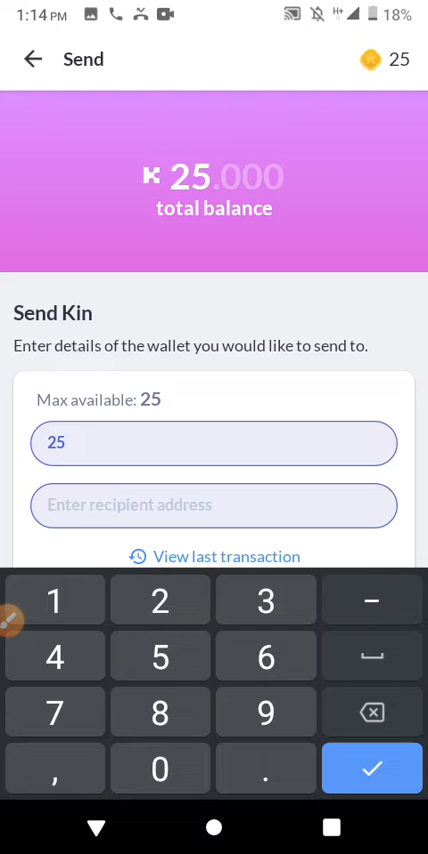 1:14 PM H+ 18%
Send 25
K 25.000
total balance
Send Kin
Enter details of the wallet you would like to send to.
Max available: 25
25
Enter recipient address
View last transaction
1 2 3 –
4 5 6
7 8 9
, 0 .